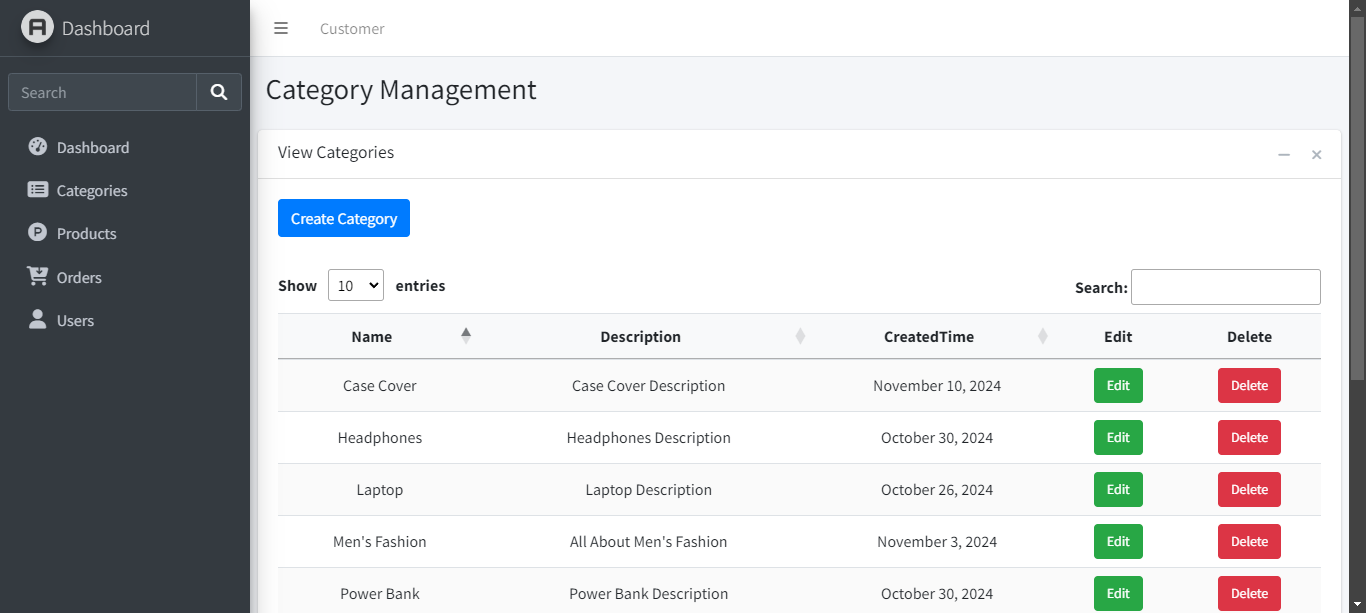 Dashboard
Customer
Search
Dashboard
Categories
Products
Orders
Users
Category Management
View Categories
Create Category
Show 10 entries
Search:
Name Description CreatedTime Edit Delete
Case Cover Case Cover Description November 10, 2024 Edit Delete
Headphones Headphones Description October 30, 2024 Edit Delete
Laptop Laptop Description October 26, 2024 Edit Delete
Men's Fashion All About Men's Fashion November 3, 2024 Edit Delete
Power Bank Power Bank Description October 30, 2024 Edit Delete